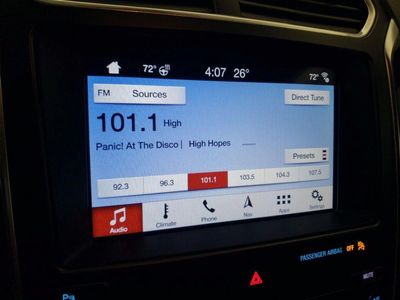 72° 4:07 26° 72°
FM Sources Direct Tune
101.1 High
Panic! At The Disco | High Hopes
Presets
92.3 96.3 101.1 103.5 104.3 107.5
Audio Climate Phone Nav Apps Settings
PASSENGER AIRBAG OFF
MUTE